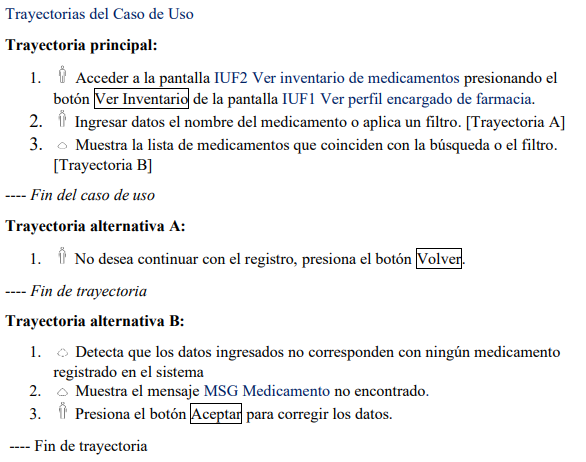 Trayectorias del Caso de Uso
Trayectoria principal:
1. Acceder a la pantalla IUF2 Ver inventario de medicamentos presionando el
botón Ver Inventario de la pantalla IUF1 Ver perfil encargado de farmacia.
2. Ingresar datos el nombre del medicamento o aplica un filtro. [Trayectoria A]
3. Muestra la lista de medicamentos que coinciden con la búsqueda o el filtro.
[Trayectoria B]
---- Fin del caso de uso
Trayectoria alternativa A:
1. No desea continuar con el registro, presiona el botón Volver.
---- Fin de trayectoria
Trayectoria alternativa B:
1. Detecta que los datos ingresados no corresponden con ningún medicamento
registrado en el sistema
2. Muestra el mensaje MSG Medicamento no encontrado.
3. Presiona el botón Aceptar para corregir los datos.
---- Fin de trayectoria